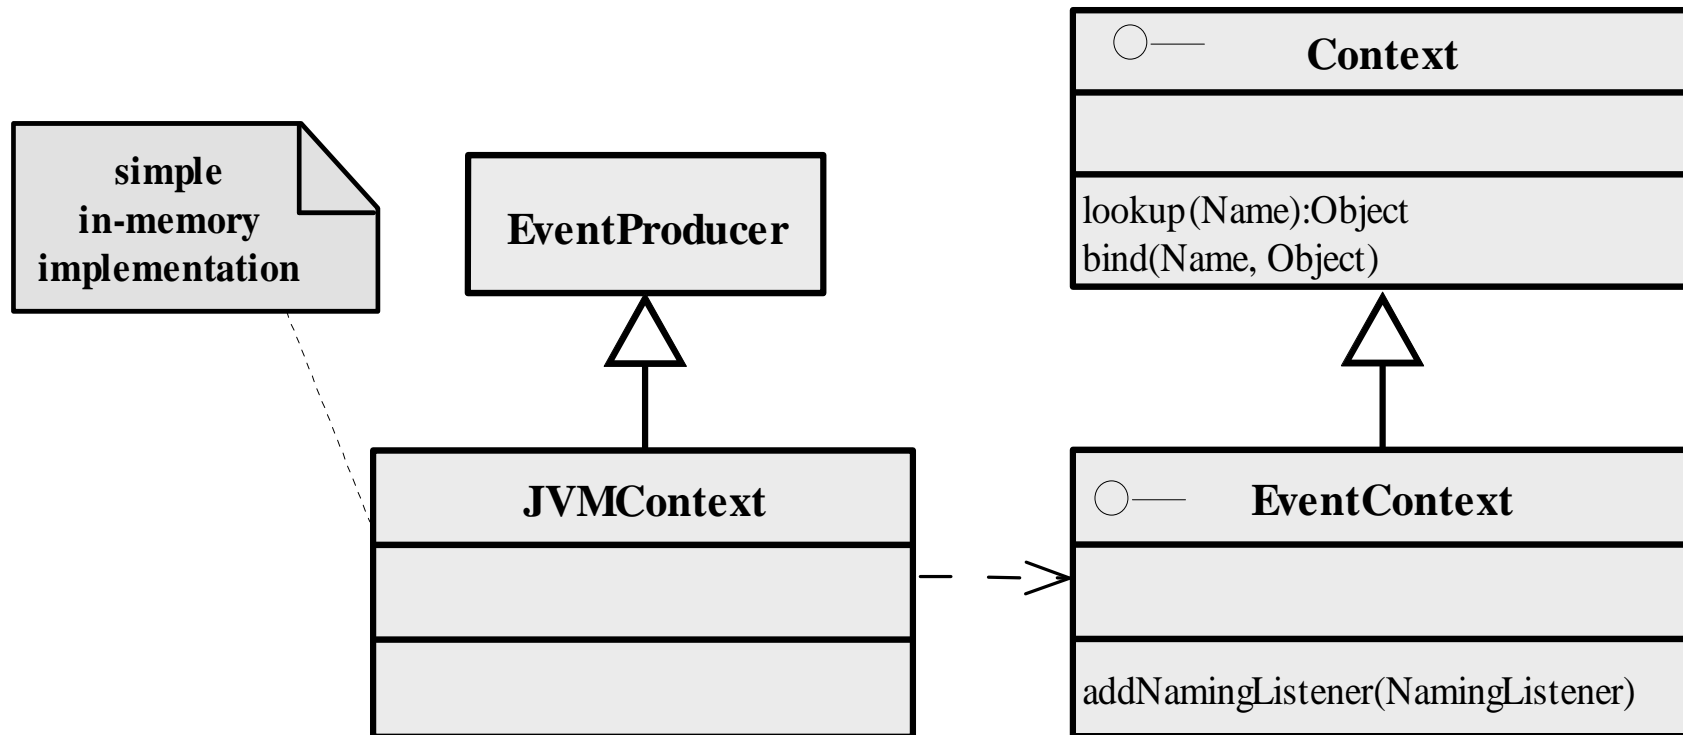 Context
simple
in-memory
implementation
EventProducer
lookup(Name):Object
bind(Name, Object)
JVMContext
EventContext
addNamingListener(NamingListener)